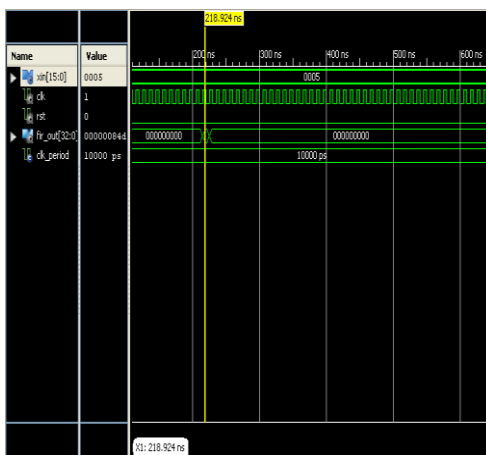 218.924 ns
Name Value 200 ns 300 ns 400 ns 500 ns 600 ns
xin[15:0] 0005 0005
clk 1
rst 0
fir_out[32:0] 00000084d 000000000 000000000
clk_period 10000 ps 10000 ps
X1: 218.924 ns